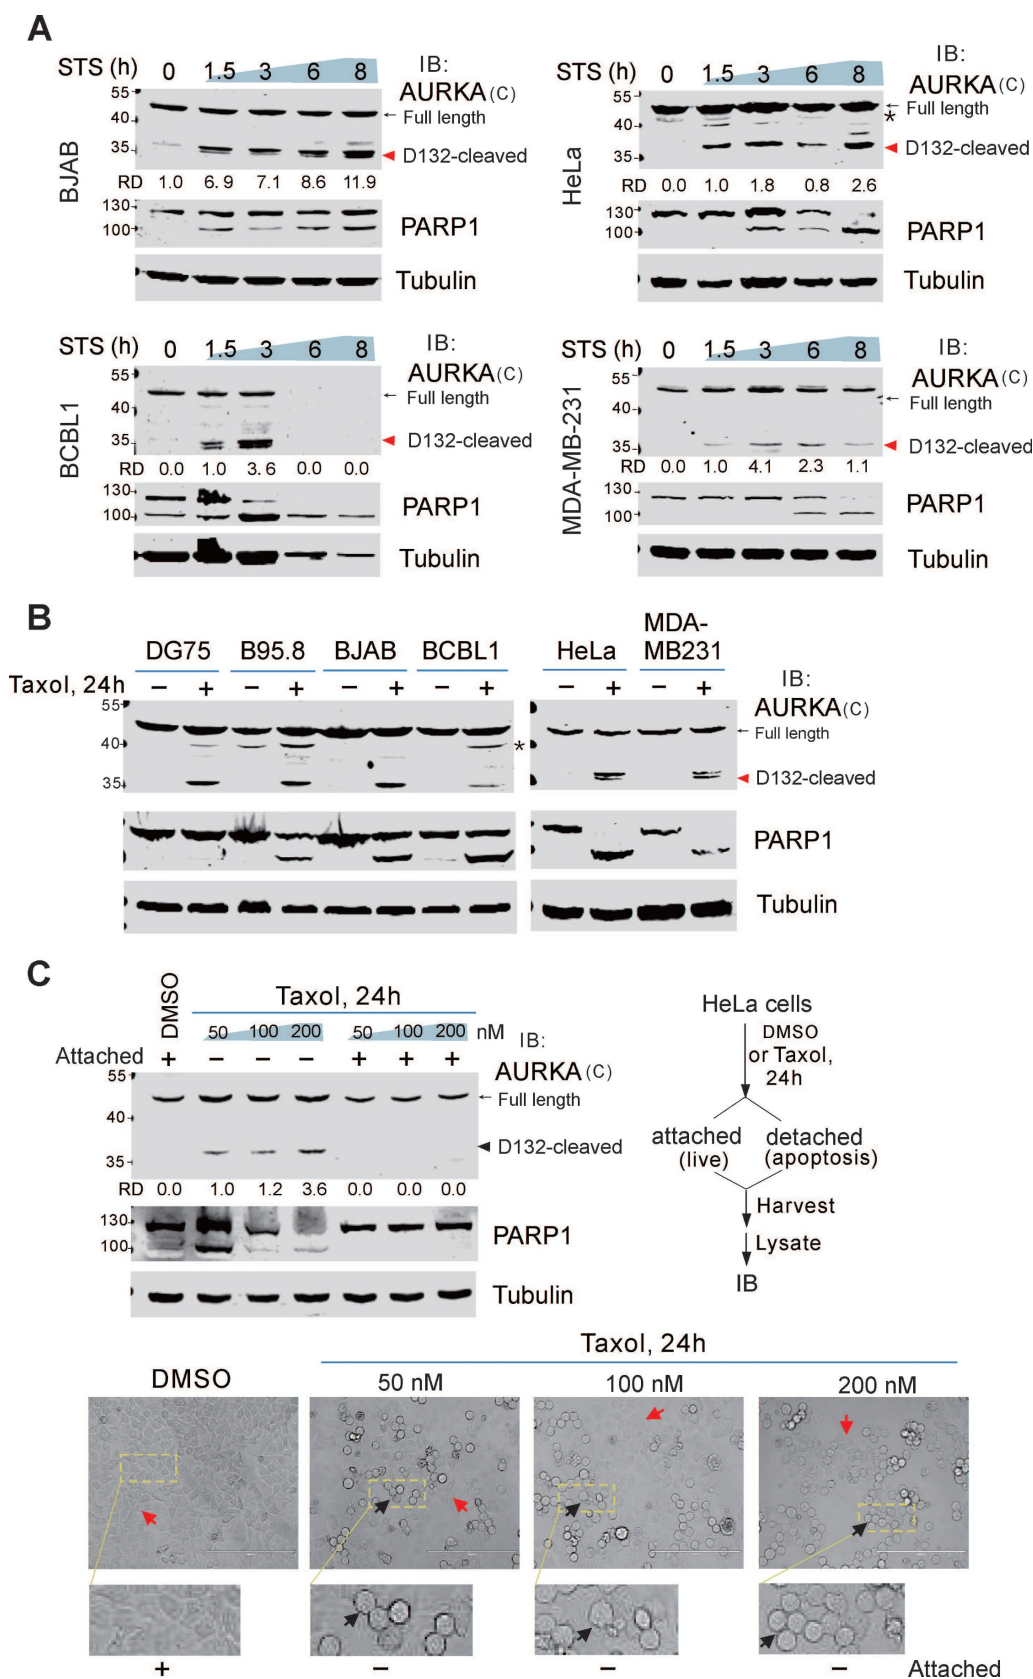 A
STS (h) 0 1.5 3 6 8 IB:
55
AURKA (C)
40 ← Full length
35 D132-cleaved
BJAB
RD 1.0 6.9 7.1 8.6 11.9
130
100 PARP1
Tubulin
STS (h) 0 1.5 3 6 8 IB:
55 AURKA (C)
← Full length
40 *
35 D132-cleaved
HeLa
RD 0.0 1.0 1.8 0.8 2.6
130
100 PARP1
Tubulin
STS (h) 0 1.5 3 6 8 IB:
55 AURKA (C)
← Full length
40
35 D132-cleaved
BCBL1
RD 0.0 1.0 3.6 0.0 0.0
130
100 PARP1
Tubulin
STS (h) 0 1.5 3 6 8 IB:
55 AURKA (C)
40 ← Full length
35 D132-cleaved
MDA-MB-231
RD 0.0 1.0 4.1 2.3 1.1
130
100 PARP1
Tubulin
B
DG75 B95.8 BJAB BCBL1 HeLa MDA-
MB231
Taxol, 24h − + − + − + − + − + − + IB:
55 AURKA (C)
← Full length
40 *
35 D132-cleaved
PARP1
Tubulin
C
DMSO Taxol, 24h
50 100 200 50 100 200 nM
Attached + − − − + + + IB:
55 AURKA (C)
← Full length
40
D132-cleaved
35
RD 0.0 1.0 1.2 3.6 0.0 0.0 0.0
130
100 PARP1
Tubulin
HeLa cells
DMSO
or Taxol,
24h
attached detached
(live) (apoptosis)
Harvest
Lysate
IB
Taxol, 24h
DMSO 50 nM 100 nM 200 nM
+ − − − Attached